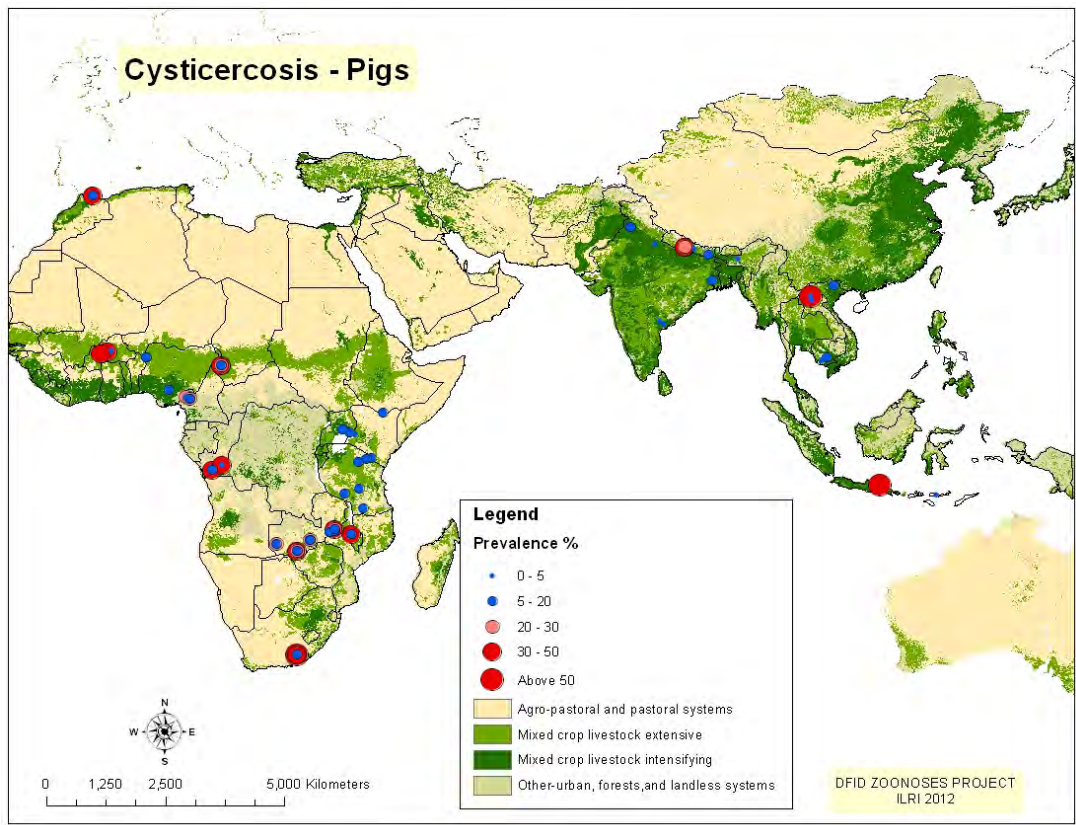 Cysticercosis - Pigs
Legend
Prevalence %
0 - 5
5 - 20
20 - 30
30 - 50
Above 50
Agro-pastoral and pastoral systems
Mixed crop livestock extensive
Mixed crop livestock intensifying
Other-urban, forests,and landless systems
N
W E
S
0 1,250 2,500 5,000 Kilometers
DFID ZOONOSES PROJECT
ILRI 2012